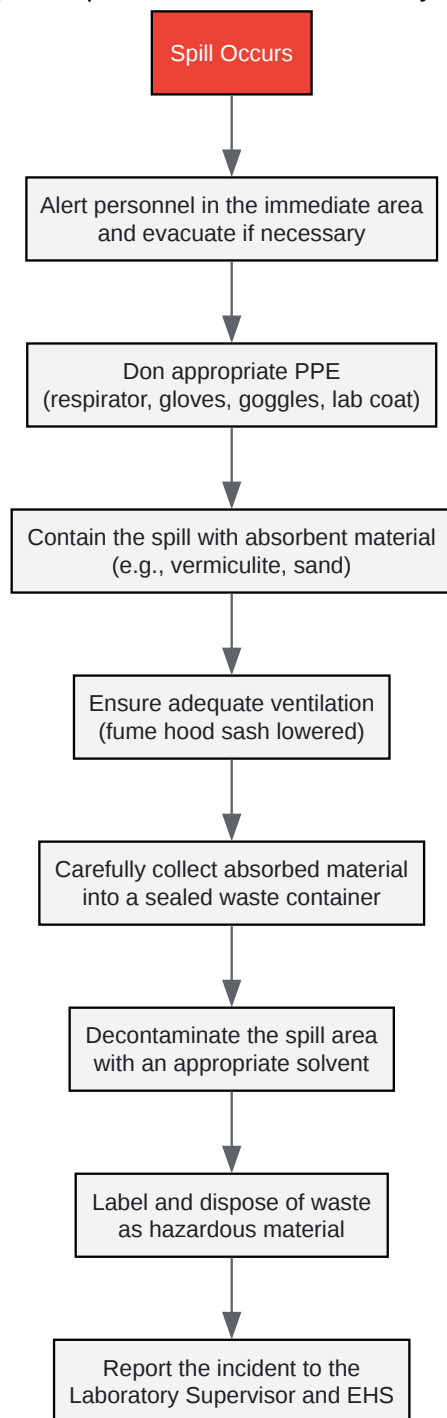 Spill Occurs
Alert personnel in the immediate area
and evacuate if necessary
Don appropriate PPE
(respirator, gloves, goggles, lab coat)
Contain the spill with absorbent material
(e.g., vermiculite, sand)
Ensure adequate ventilation
(fume hood sash lowered)
Carefully collect absorbed material
into a sealed waste container
Decontaminate the spill area
with an appropriate solvent
Label and dispose of waste
as hazardous material
Report the incident to the
Laboratory Supervisor and EHS